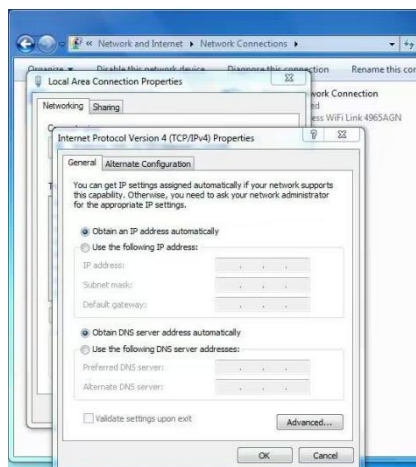 « Network and Internet ▸ Network Connections ▸
Organize ▾ Disable this network device Diagnose this connection Rename this con
Local Area Connection Properties
Networking Sharing
work Connection
ed
ess WiFi Link 4965AGN
Internet Protocol Version 4 (TCP/IPv4) Properties
General Alternate Configuration
You can get IP settings assigned automatically if your network supports
this capability. Otherwise, you need to ask your network administrator
for the appropriate IP settings.
Obtain an IP address automatically
Use the following IP address:
IP address:
Subnet mask:
Default gateway:
Obtain DNS server address automatically
Use the following DNS server addresses:
Preferred DNS server:
Alternate DNS server:
Validate settings upon exit
Advanced...
OK Cancel